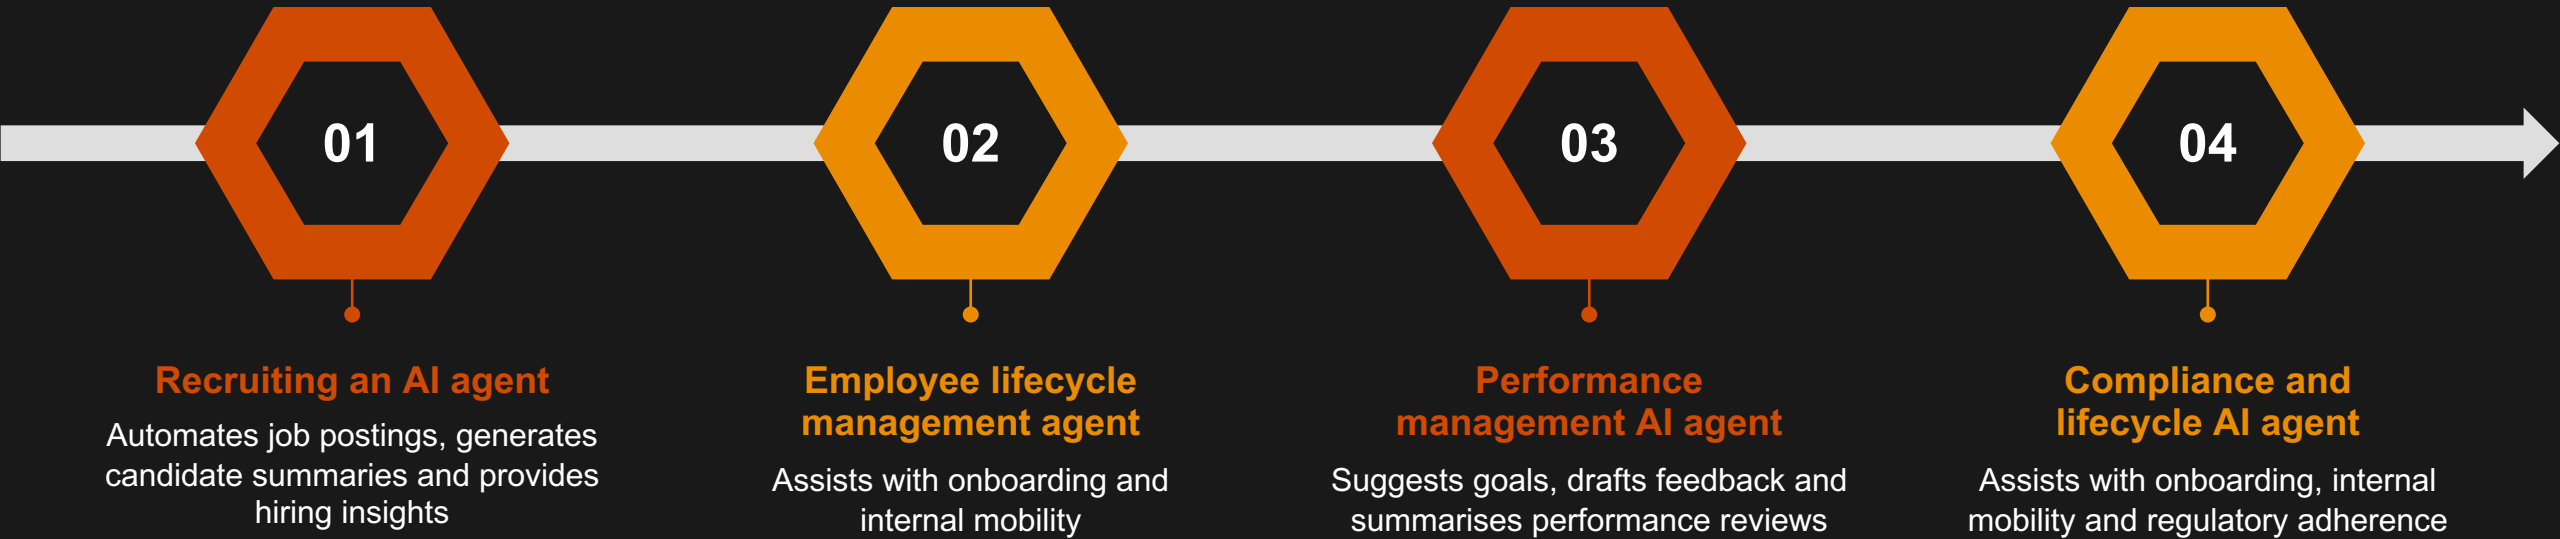 01
Recruiting an AI agent
Automates job postings, generates
candidate summaries and provides
hiring insights
02
Employee lifecycle
management agent
Assists with onboarding and
internal mobility
03
Performance
management AI agent
Suggests goals, drafts feedback and
summarises performance reviews
04
Compliance and
lifecycle AI agent
Assists with onboarding, internal
mobility and regulatory adherence